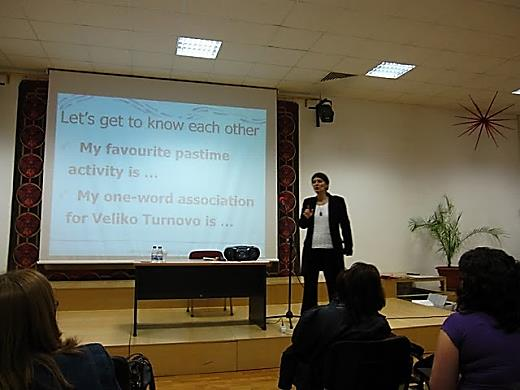 Let's get to know each other
My favourite pastime
activity is ...
My one-word association
for Veliko Turnovo is ...